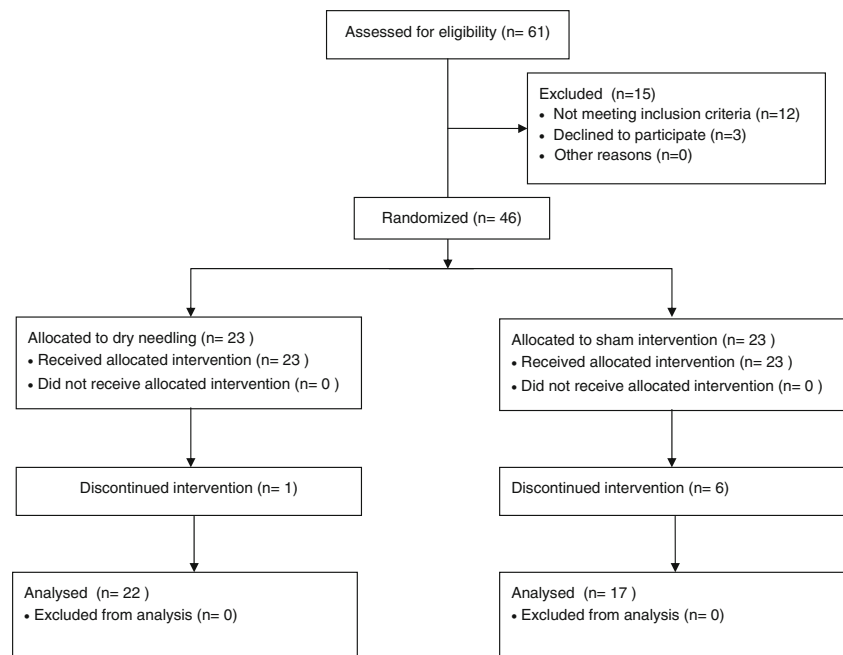 Assessed for eligibility (n= 61)
Excluded (n=15)
• Not meeting inclusion criteria (n=12)
• Declined to participate (n=3)
• Other reasons (n=0)
Randomized (n= 46)
Allocated to dry needling (n= 23 )
• Received allocated intervention (n= 23 )
• Did not receive allocated intervention (n= 0 )
Allocated to sham intervention (n= 23 )
• Received allocated intervention (n= 23 )
• Did not receive allocated intervention (n= 0 )
Discontinued intervention (n= 1)
Discontinued intervention (n= 6)
Analysed (n= 22 )
• Excluded from analysis (n= 0)
Analysed (n= 17 )
• Excluded from analysis (n= 0)